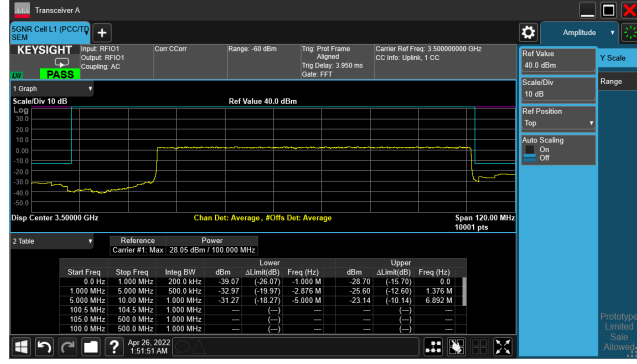 Transceiver A
5GNR Cell L1 (PCC/T
SEM
Amplitude
KEYSIGHT
Input: RFIO1
Output: RFIO1
Coupling: AC
Corr CCorr
Range: -60 dBm
Trig: Prot Frame
Aligned
Trig Delay: 3.950 ms
Gate: FFT
Carrier Ref Freq: 3.500000000 GHz
CC Info: Uplink, 1 CC
PASS
Ref Value
40.0 dBm
Scale/Div
10 dB
Ref Position
Top
Auto Scaling
On
Off
Y Scale
Range
1 Graph
Scale/Div 10 dB
Ref Value 40.0 dBm
Log
30.0
20.0
10.0
0.00
-10.0
-20.0
-30.0
-40.0
-50.0
Disp Center 3.50000 GHz
Chan Det: Average, #Offs Det: Average
Span 120.00 MHz
10001 pts
2 Table
Reference Power
Carrier #1: Max 28.05 dBm / 100.000 MHz
Lower Upper
Start Freq Stop Freq Integ BW dBm ΔLimit(dB) Freq (Hz) dBm ΔLimit(dB) Freq (Hz)
0.0 Hz 1.000 MHz 200.0 kHz -39.07 (-26.07) -1.000 M -28.70 (-15.70) 0.0
1.000 MHz 5.000 MHz 500.0 kHz -32.97 (-19.97) -2.876 M -25.60 (-12.60) 1.376 M
5.000 MHz 10.00 MHz 1.000 MHz -31.27 (-18.27) -5.000 M -23.14 (-10.14) 6.892 M
100.5 MHz 104.5 MHz 1.000 MHz --- (---) --- --- (---) ---
105.0 MHz 500.0 MHz 1.000 MHz --- (---) --- --- (---) ---
100.0 MHz 500.0 MHz 1.000 MHz --- (---) --- --- (---) ---
Apr 26, 2022
1:51:51 AM
Prototype
Limited
Sale
Allowed